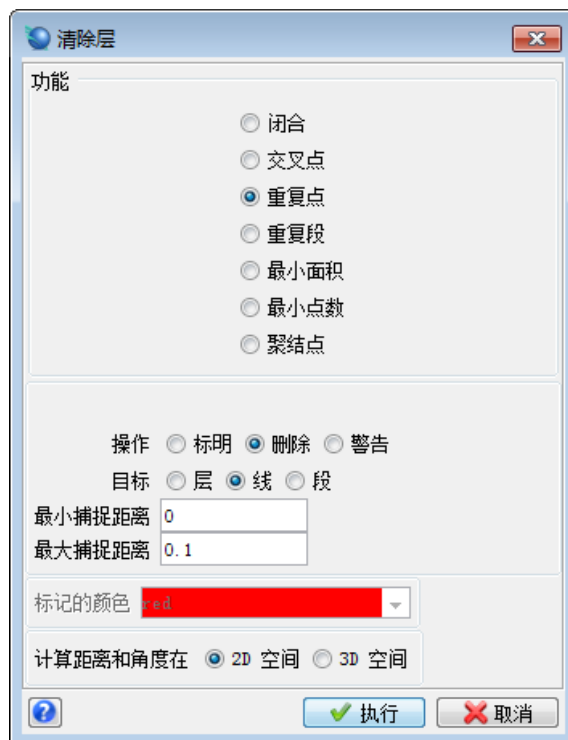 清除层
功能
闭合
交叉点
重复点
重复段
最小面积
最小点数
聚结点
操作 标明 删除 警告
目标 层 线 段
最小捕捉距离 0
最大捕捉距离 0.1
标记的颜色 red
计算距离和角度在 2D 空间 3D 空间
? 执行 取消